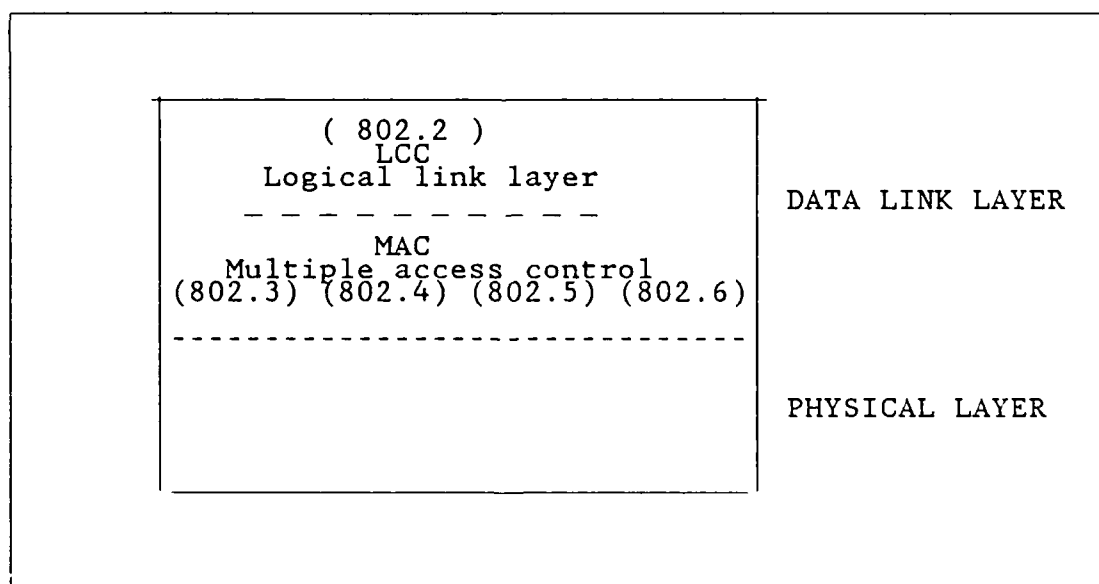 ( 802.2 )
LCC
Logical link layer
DATA LINK LAYER
MAC
Multiple access control
(802.3) (802.4) (802.5) (802.6)
PHYSICAL LAYER